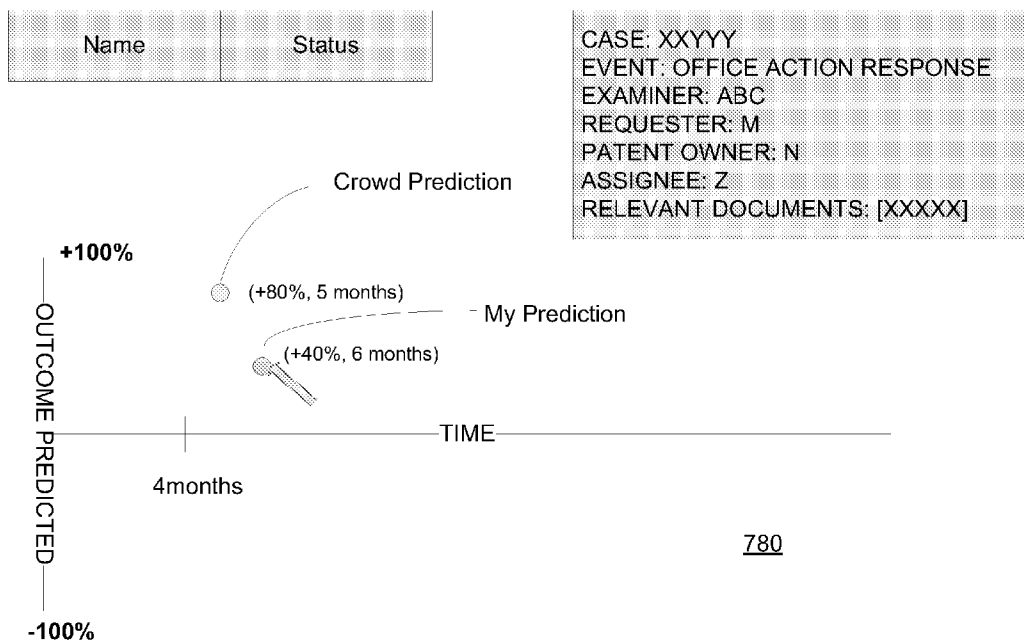 Name
Status
CASE: XXYYY
EVENT: OFFICE ACTION RESPONSE
EXAMINER: ABC
REQUESTER: M
PATENT OWNER: N
ASSIGNEE: Z
RELEVANT DOCUMENTS: [XXXXX]
Crowd Prediction
+100%
(+80%, 5 months)
My Prediction
(+40%, 6 months)
OUTCOME PREDICTED
TIME
4months
780
-100%